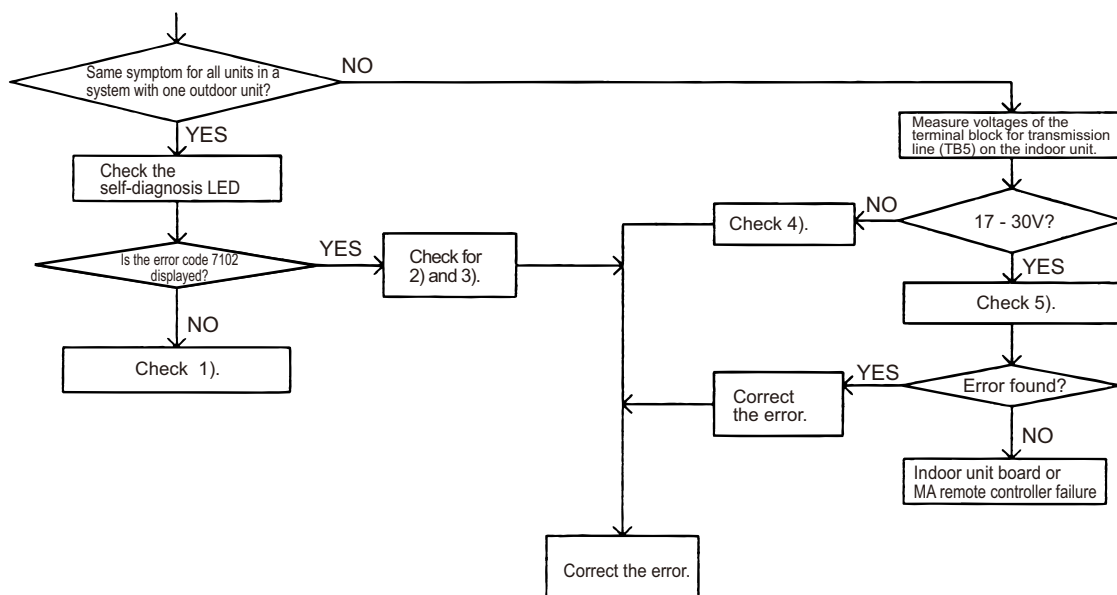 Same symptom for all units in a
system with one outdoor unit?
NO
YES
Check the
self-diagnosis LED
Is the error code 7102
displayed?
YES
Check for
2) and 3).
NO
Check 1).
Measure voltages of the
terminal block for transmission
line (TB5) on the indoor unit.
17 - 30V?
NO
Check 4).
YES
Check 5).
Error found?
YES
Correct
the error.
NO
Indoor unit board or
MA remote controller failure
Correct the error.